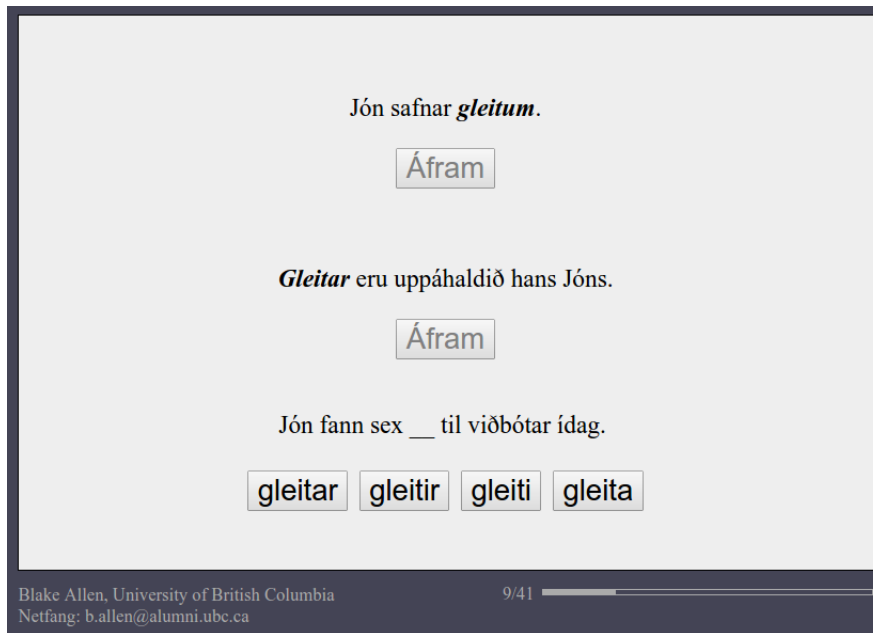 Jón safnar gleitum.
Áfram
Gleitar eru uppáhaldið hans Jóns.
Áfram
Jón fann sex __ til viðbótar ídag.
gleitar gleitir gleiti gleita
Blake Allen, University of British Columbia
9/41
Netfang: b.allen@alumni.ubc.ca